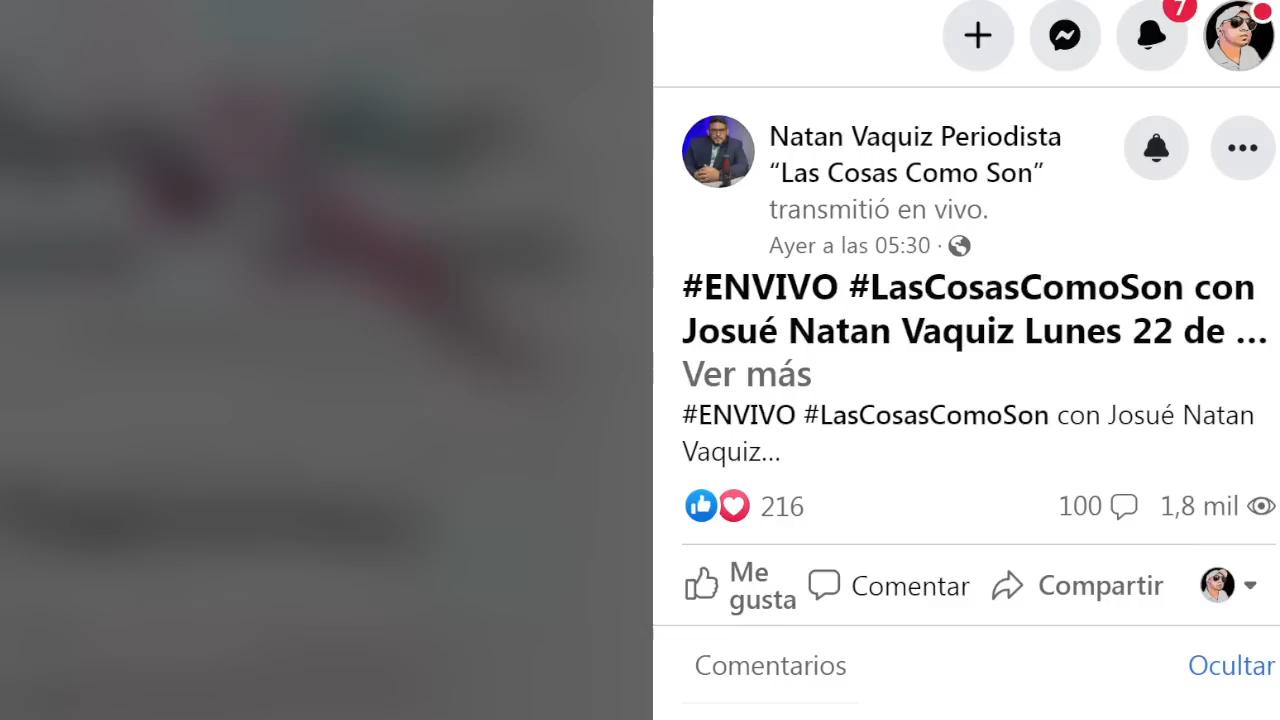 7
Natan Vaquiz Periodista
“Las Cosas Como Son”
transmitió en vivo.
Ayer a las 05:30 ·
#ENVIVO #LasCosasComoSon con
Josué Natan Vaquiz Lunes 22 de ...
Ver más
#ENVIVO #LasCosasComoSon con Josué Natan
Vaquiz...
216 100 1,8 mil
Me gusta Comentar Compartir
Comentarios Ocultar